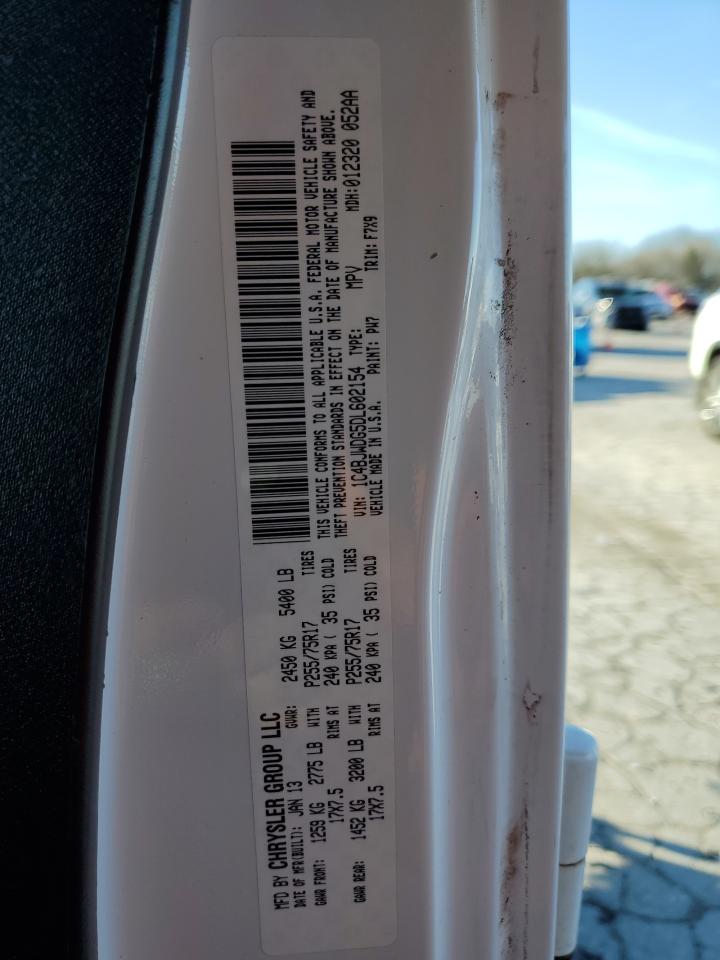 MFD BY CHRYSLER GROUP LLC
DATE OF MFR(BUILT): JAN 13 GVWR: 2450 KG 5400 LB
GAWR FRONT: 1259 KG 2775 LB WITH P255/75R17 TIRES
17X7.5 RIMS AT 240 KPA ( 35 PSI) COLD
GAWR REAR: 1452 KG 3200 LB WITH P255/75R17 TIRES
17X7.5 RIMS AT 240 KPA ( 35 PSI) COLD
THIS VEHICLE CONFORMS TO ALL APPLICABLE U.S.A. FEDERAL MOTOR VEHICLE SAFETY AND
THEFT PREVENTION STANDARDS IN EFFECT ON THE DATE OF MANUFACTURE SHOWN ABOVE.
VIN: 1C4BJWDG5DL602154 TYPE: MPV MDH:012320 052AA
VEHICLE MADE IN U.S.A. PAINT: PW7 TRIM: F7X9